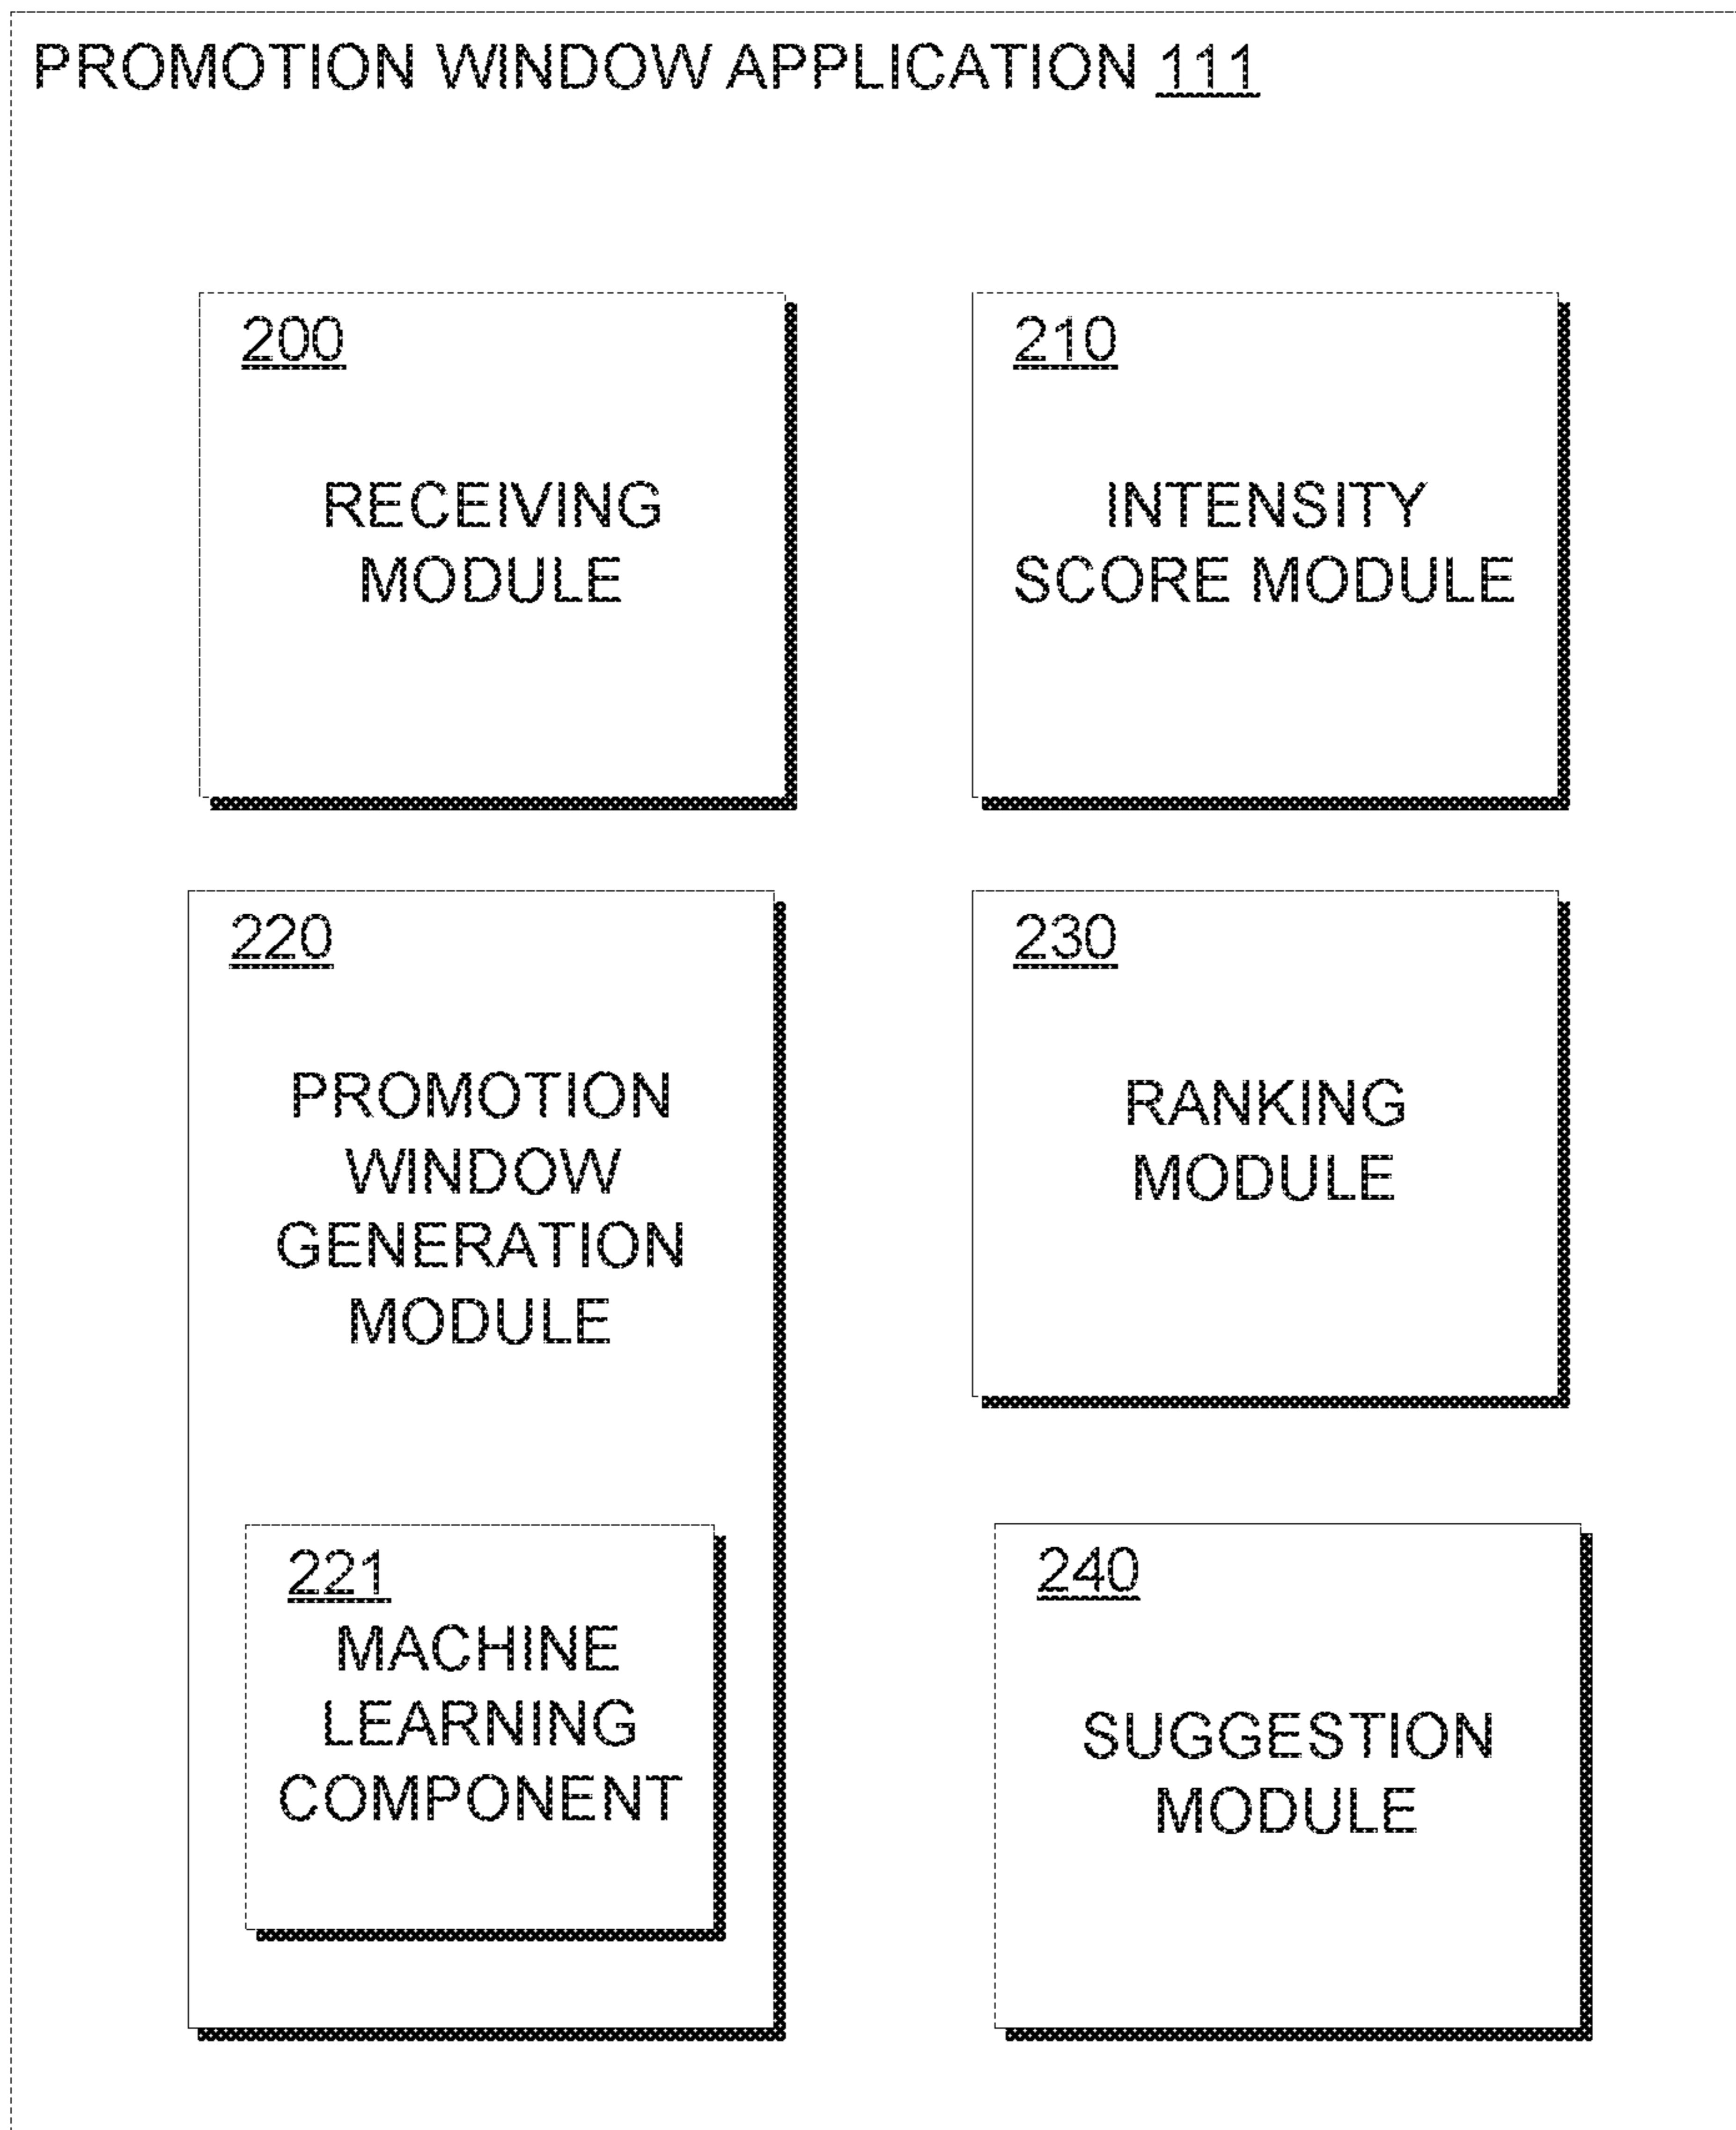 PROMOTION WINDOW APPLICATION 111
200
RECEIVING
MODULE
210
INTENSITY
SCORE MODULE
220
PROMOTION
WINDOW
GENERATION
MODULE
221
MACHINE
LEARNING
COMPONENT
230
RANKING
MODULE
240
SUGGESTION
MODULE